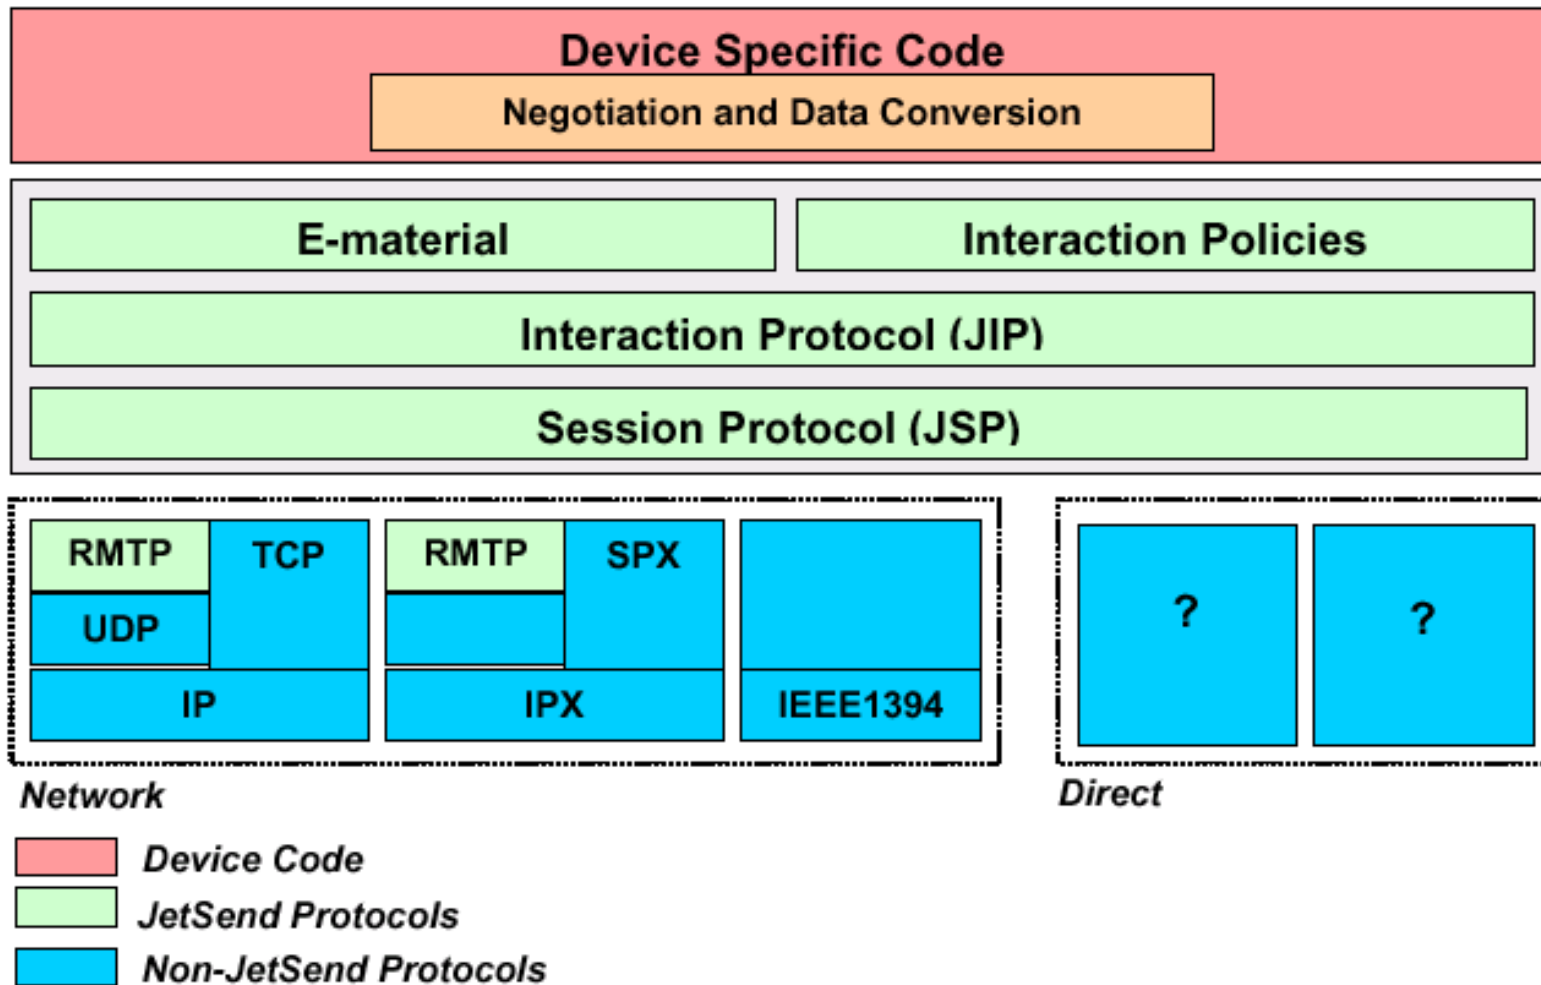 Device Specific Code
Negotiation and Data Conversion
E-material
Interaction Policies
Interaction Protocol (JIP)
Session Protocol (JSP)
RMTP
TCP
RMTP
SPX
UDP
?
?
IP
IPX
IEEE1394
Network
Direct
Device Code
JetSend Protocols
Non-JetSend Protocols